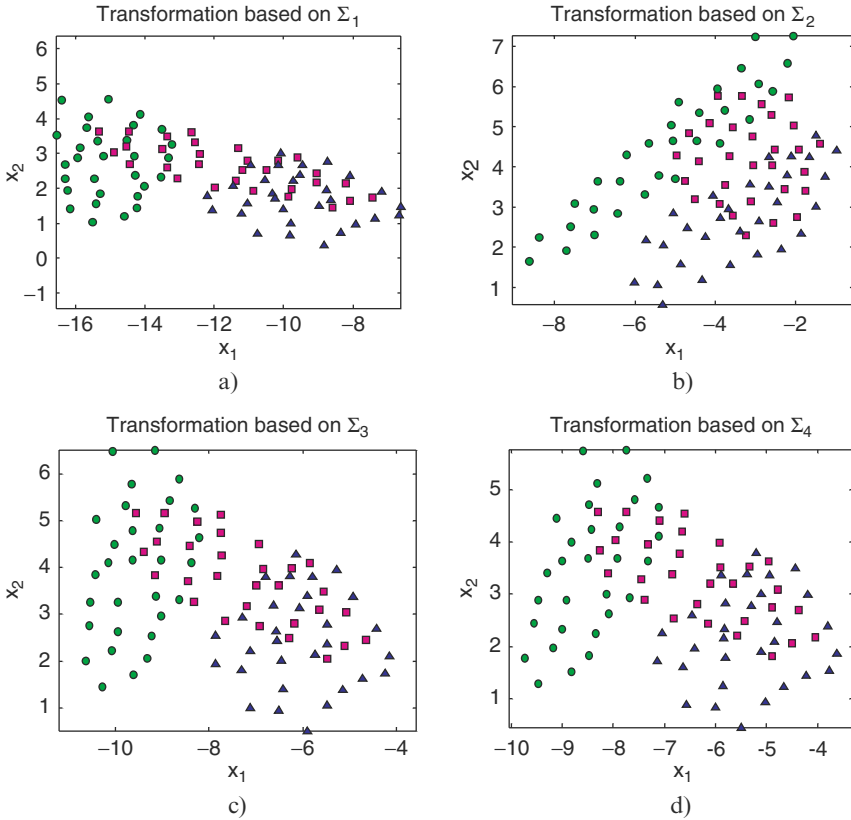 Transformation based on Σ1
6
5
4
3
2
1
0
−1
x2
−16
−14
−12
−10
−8
x1
a)
Transformation based on Σ2
7
6
5
4
3
2
1
x2
−8
−6
−4
−2
x1
b)
Transformation based on Σ3
6
5
4
3
2
1
x2
−10
−8
−6
−4
x1
c)
Transformation based on Σ4
5
4
3
2
1
x2
−10
−9
−8
−7
−6
-5
-4
x1
d)